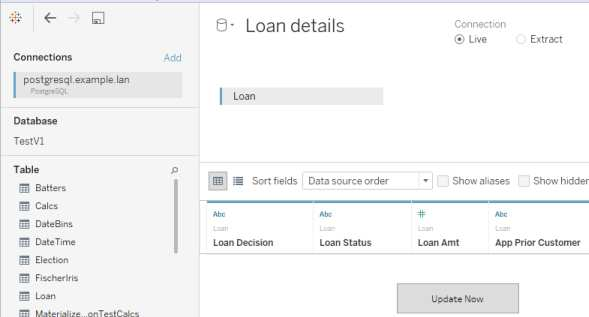 Loan details
Connection
Live
Extract
Connections
Add
postgresql.example.lan
PostgreSQL
Loan
Database
TestV1
Table
Batters
Calcs
DateBins
DateTime
Election
FischerIris
Loan
Materialize...onTestCalcs
Sort fields Data source order Show aliases Show hidden
Abc Abc # Abc
Loan Loan Loan Loan
Loan Decision Loan Status Loan Amt App Prior Customer
Update Now